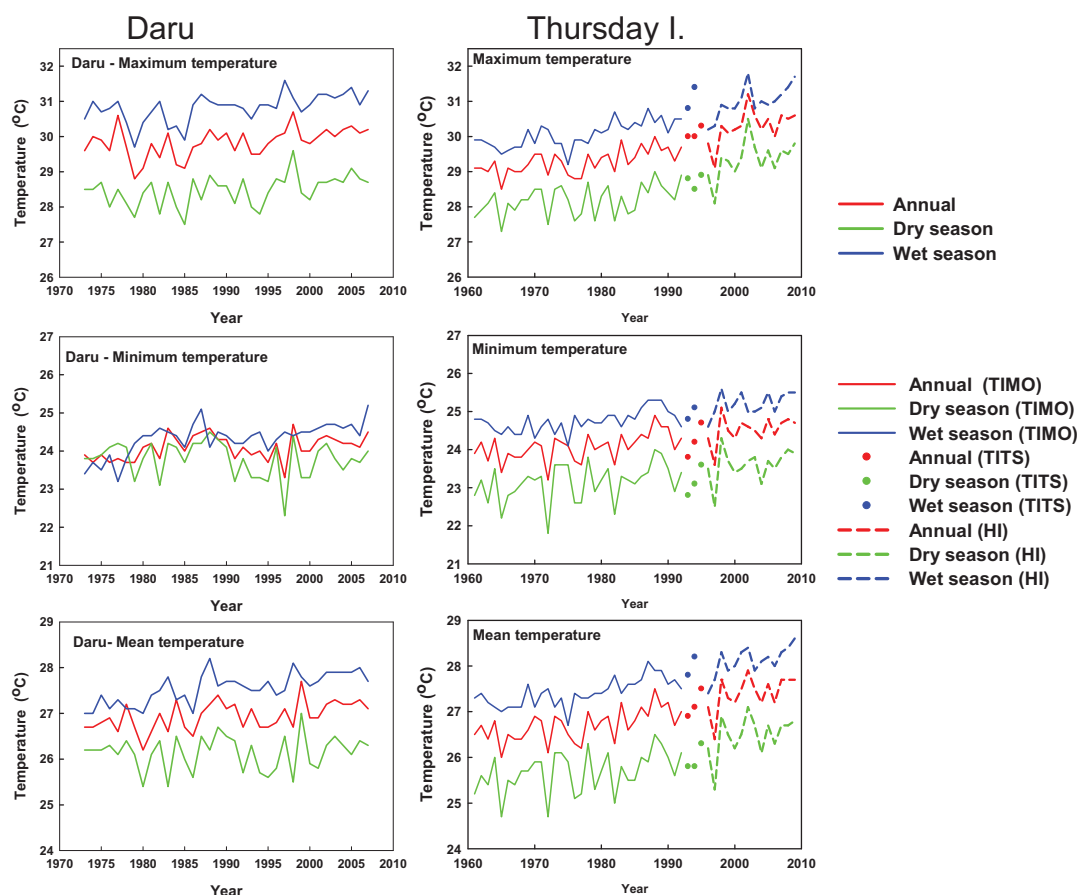 Daru
Thursday I.
Daru - Maximum temperature
Temperature (°C)
32
31
30
29
28
27
26
1970 1975 1980 1985 1990 1995 2000 2005 2010
Year
Maximum temperature
Temperature (°C)
32
31
30
29
28
27
26
1960 1970 1980 1990 2000 2010
Year
Annual
Dry season
Wet season
Daru - Minimum temperature
Temperature (°C)
27
26
25
24
23
22
21
1970 1975 1980 1985 1990 1995 2000 2005 2010
Year
Minimum temperature
Temperature (°C)
27
26
25
24
23
22
21
1960 1970 1980 1990 2000 2010
Year
Annual (TIMO)
Dry season (TIMO)
Wet season (TIMO)
Annual (TITS)
Dry season (TITS)
Wet season (TITS)
Annual (HI)
Dry season (HI)
Wet season (HI)
Daru- Mean temperature
Temperature (°C)
29
28
27
26
25
24
1970 1975 1980 1985 1990 1995 2000 2005 2010
Year
Mean temperature
Temperature (°C)
29
28
27
26
25
24
1960 1970 1980 1990 2000 2010
Year